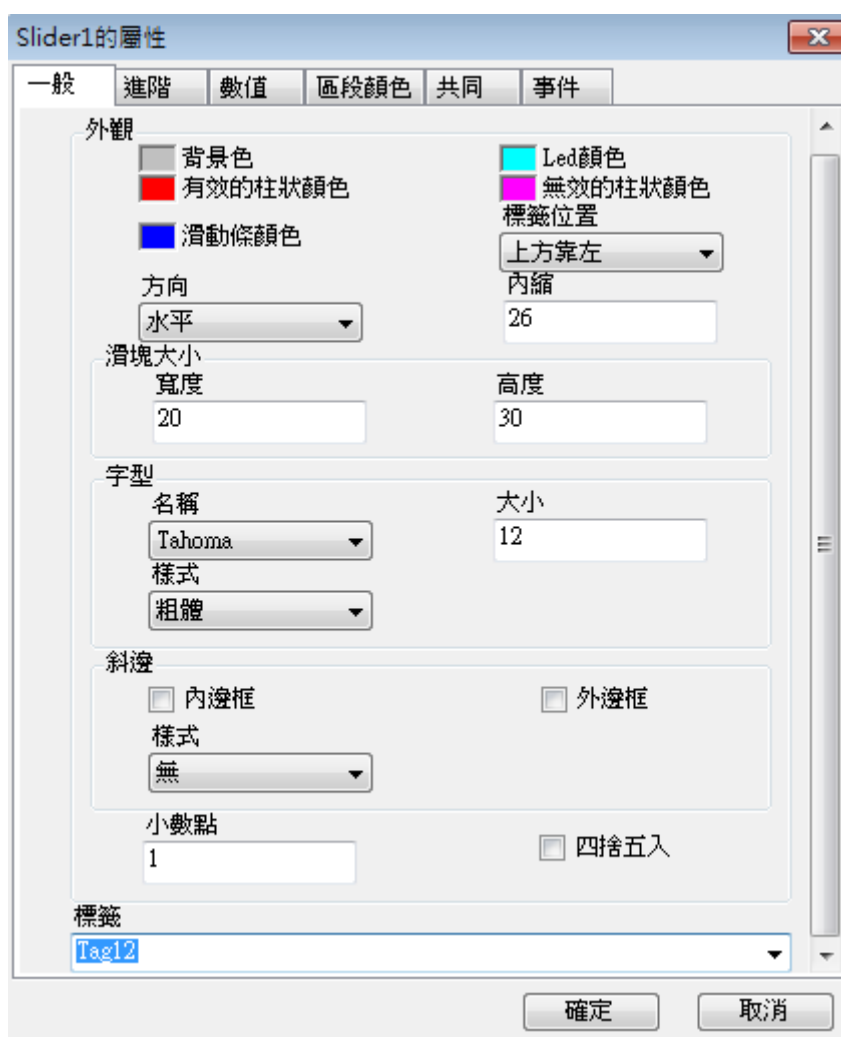 Slider1的屬性
一般 進階 數值 區段顏色 共同 事件
外觀
背景色 Led顏色
有效的柱狀顏色 無效的柱狀顏色
標籤位置
滑動條顏色 上方靠左
方向 內縮
水平 26
滑塊大小
寬度 高度
20 30
字型
名稱 大小
Tahoma 12
樣式
粗體
斜邊
內邊框 外邊框
樣式
無
小數點
1 四捨五入
標籤
Tag12
確定 取消